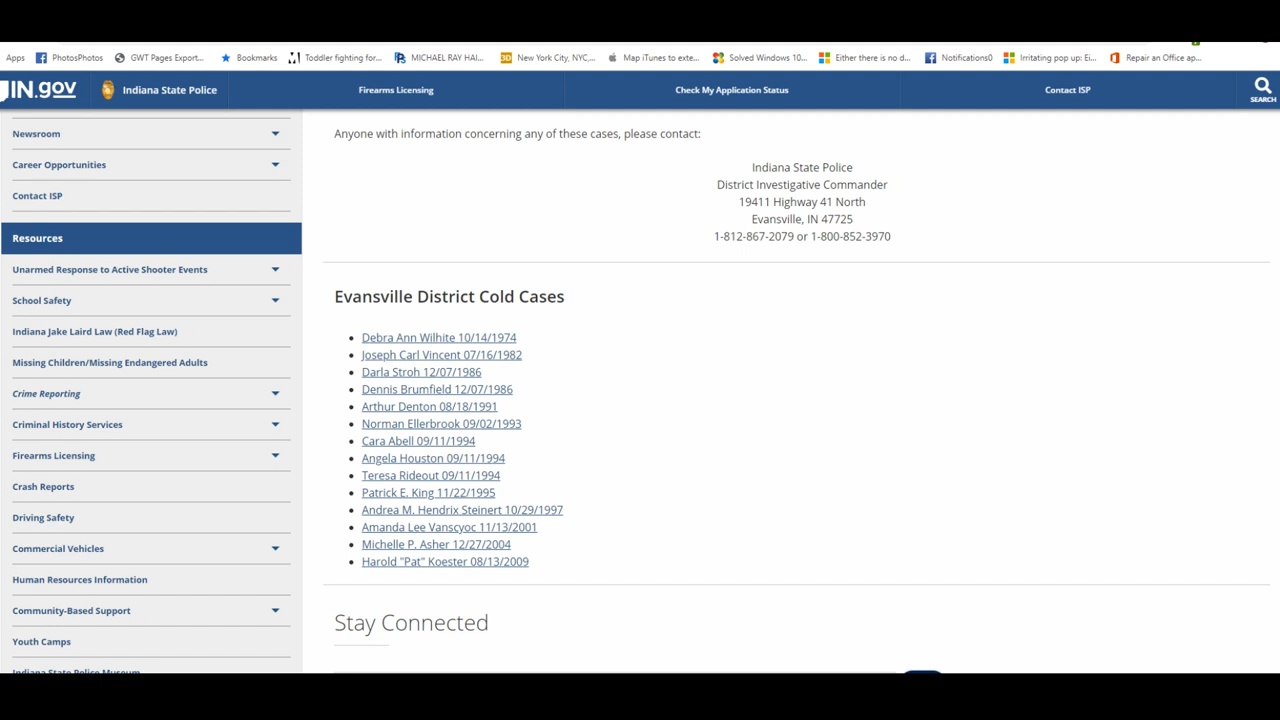 Apps PhotosPhotos GWT Pages Export... Bookmarks Toddler fighting for... MICHAEL RAY HAI... New York City, NYC,... Map iTunes to exte... Solved Windows 10... Either there is no d... Notifications0 Irritating pop up: Ei... Repair an Office ap...
IN.gov Indiana State Police Firearms Licensing Check My Application Status Contact ISP SEARCH
Newsroom
Career Opportunities
Contact ISP
Resources
Unarmed Response to Active Shooter Events
School Safety
Indiana Jake Laird Law (Red Flag Law)
Missing Children/Missing Endangered Adults
Crime Reporting
Criminal History Services
Firearms Licensing
Crash Reports
Driving Safety
Commercial Vehicles
Human Resources Information
Community-Based Support
Youth Camps
Indiana State Police Museum
Anyone with information concerning any of these cases, please contact:
Indiana State Police
District Investigative Commander
19411 Highway 41 North
Evansville, IN 47725
1-812-867-2079 or 1-800-852-3970
Evansville District Cold Cases
Debra Ann Wilhite 10/14/1974
Joseph Carl Vincent 07/16/1982
Darla Stroh 12/07/1986
Dennis Brumfield 12/07/1986
Arthur Denton 08/18/1991
Norman Ellerbrook 09/02/1993
Cara Abell 09/11/1994
Angela Houston 09/11/1994
Teresa Rideout 09/11/1994
Patrick E. King 11/22/1995
Andrea M. Hendrix Steinert 10/29/1997
Amanda Lee Vanscyoc 11/13/2001
Michelle P. Asher 12/27/2004
Harold "Pat" Koester 08/13/2009
Stay Connected